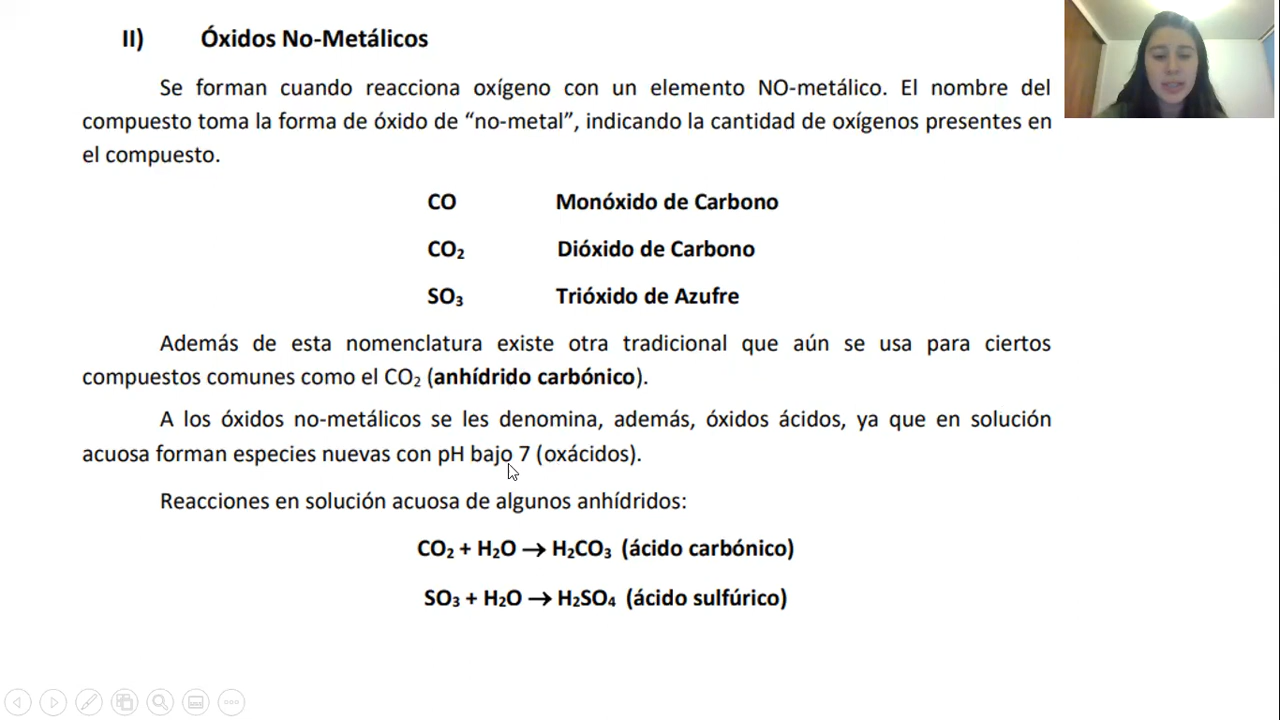 II) Óxidos No-Metálicos
Se forman cuando reacciona oxígeno con un elemento NO-metálico. El nombre del
compuesto toma la forma de óxido de “no-metal”, indicando la cantidad de oxígenos presentes en
el compuesto.
CO Monóxido de Carbono
CO₂ Dióxido de Carbono
SO₃ Trióxido de Azufre
Además de esta nomenclatura existe otra tradicional que aún se usa para ciertos
compuestos comunes como el CO₂ (anhídrido carbónico).
A los óxidos no-metálicos se les denomina, además, óxidos ácidos, ya que en solución
acuosa forman especies nuevas con pH bajo 7 (oxácidos).
Reacciones en solución acuosa de algunos anhídridos:
CO₂ + H₂O → H₂CO₃ (ácido carbónico)
SO₃ + H₂O → H₂SO₄ (ácido sulfúrico)